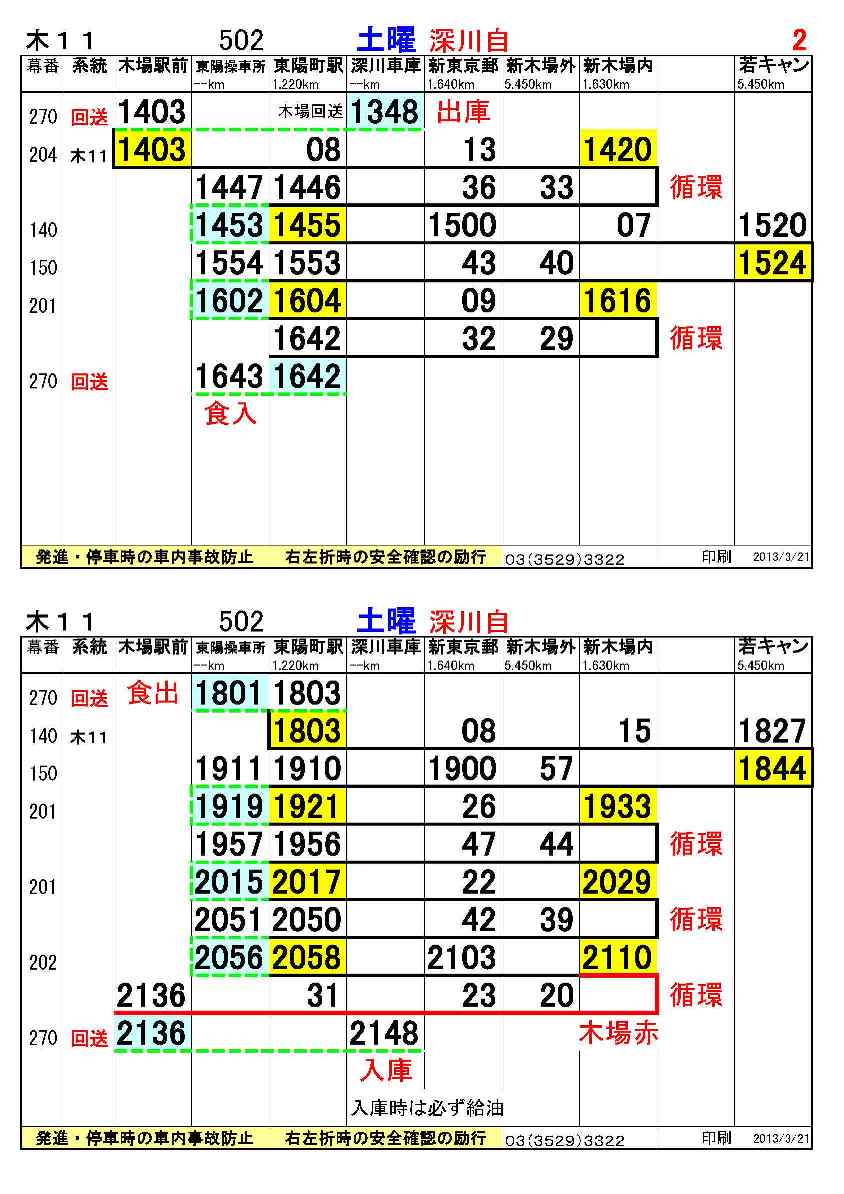 木１１ 502 土曜 深川自 2
幕番 系統 木場駅前 東陽操車所 東陽町駅 深川車庫 新東京郵 新木場外 新木場内 若キャン
--km 1.220km --km 1.640km 5.450km 1.630km 5.450km
270 回送 1403 木場回送 1348 出庫
204 木11 1403 08 13 1420
1447 1446 36 33 循環
140 1453 1455 1500 07 1520
150 1554 1553 43 40 1524
201 1602 1604 09 1616
1642 32 29 循環
270 回送 1643 1642
食入
発進・停車時の車内事故防止 右左折時の安全確認の励行 03(3529)3322 印刷 2013/3/21
木１１ 502 土曜 深川自
幕番 系統 木場駅前 東陽操車所 東陽町駅 深川車庫 新東京郵 新木場外 新木場内 若キャン
--km 1.220km --km 1.640km 5.450km 1.630km 5.450km
270 回送 食出 1801 1803
140 木11 1803 08 15 1827
150 1911 1910 1900 57 1844
201 1919 1921 26 1933
1957 1956 47 44 循環
201 2015 2017 22 2029
2051 2050 42 39 循環
202 2056 2058 2103 2110
2136 31 23 20 循環
270 回送 2136 2148 木場赤
入庫
入庫時は必ず給油
発進・停車時の車内事故防止 右左折時の安全確認の励行 03(3529)3322 印刷 2013/3/21